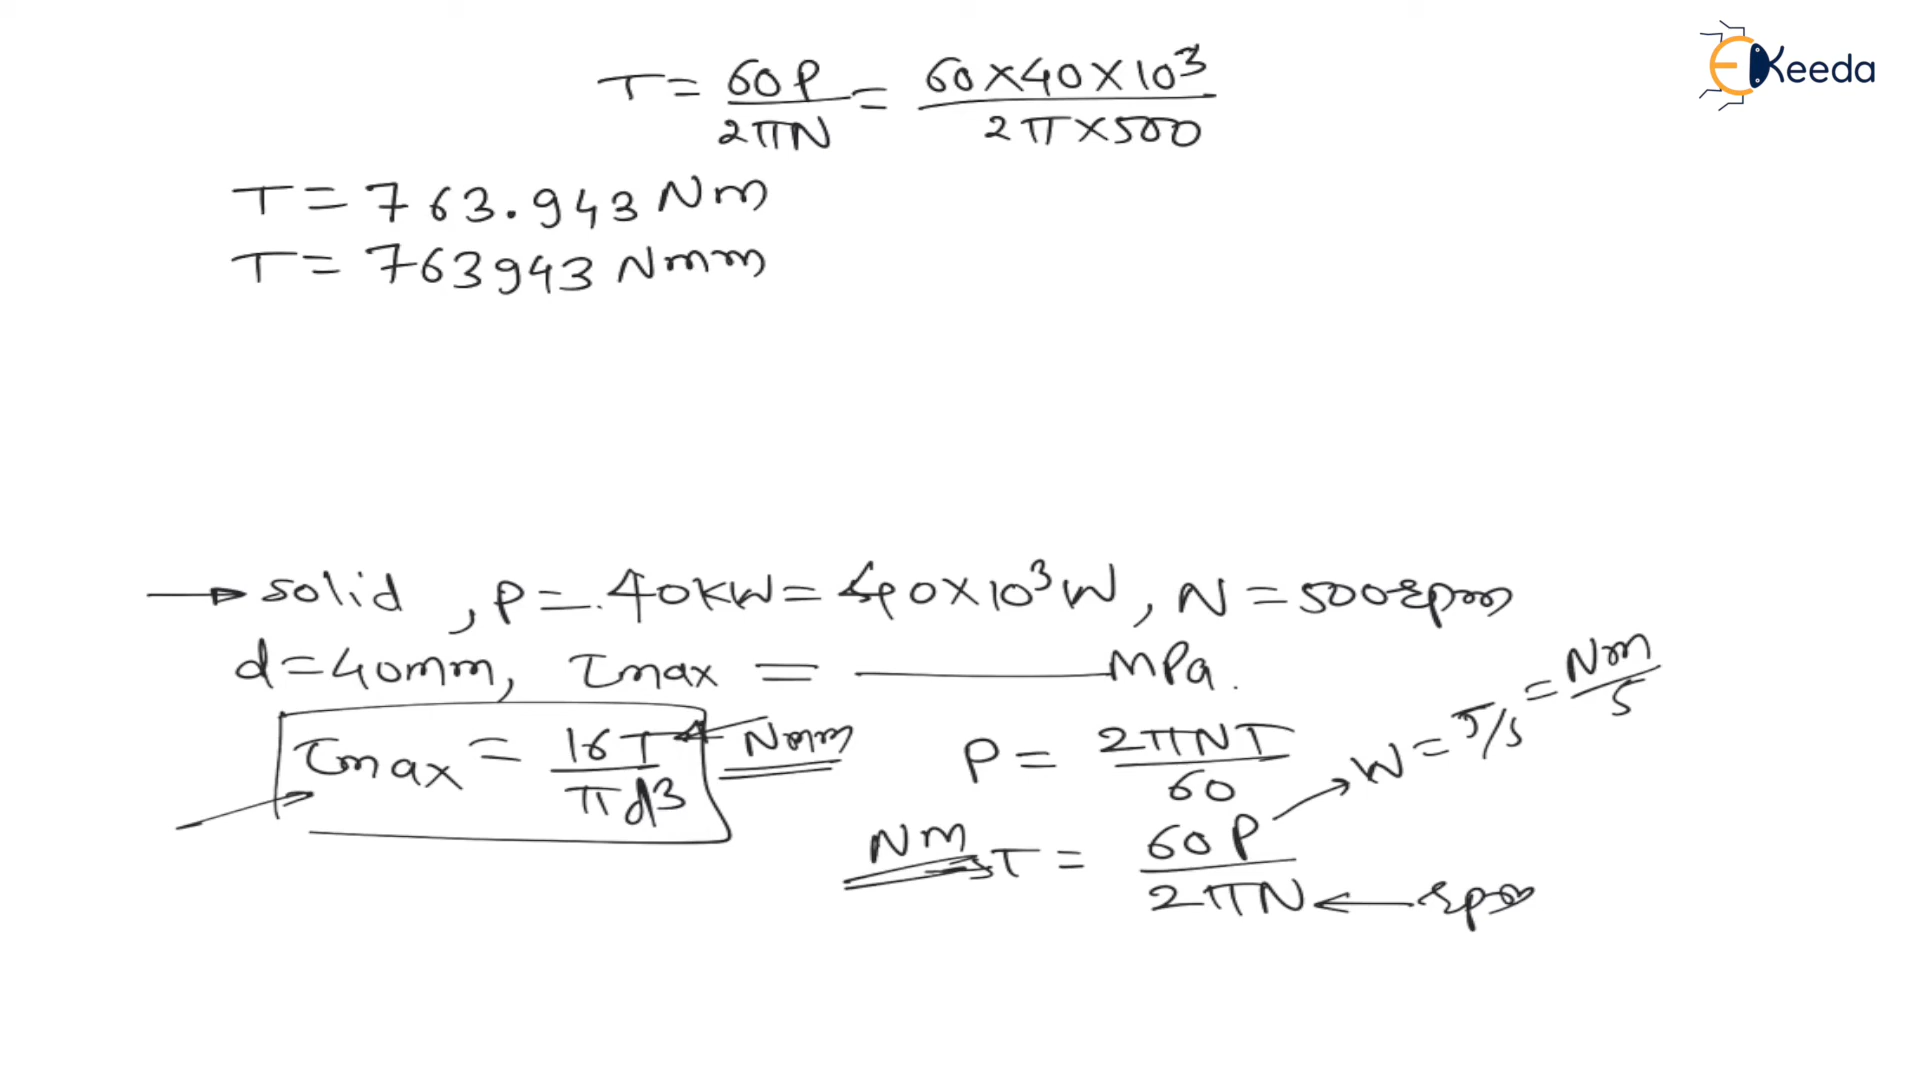 EKeeda
T = 60P/2πN = 60×40×10³/2π×500
T = 763.943 Nm
T = 763943 Nmm
→ solid , P = 40kW = 40×10³W , N = 500rpm
d = 40mm, τmax = ______ MPa.
τmax = 16T/πd³ ← Nmm
P = 2πNT/60
→ W = J/s = Nm/s
Nm → T = 60P/2πN ← rpm